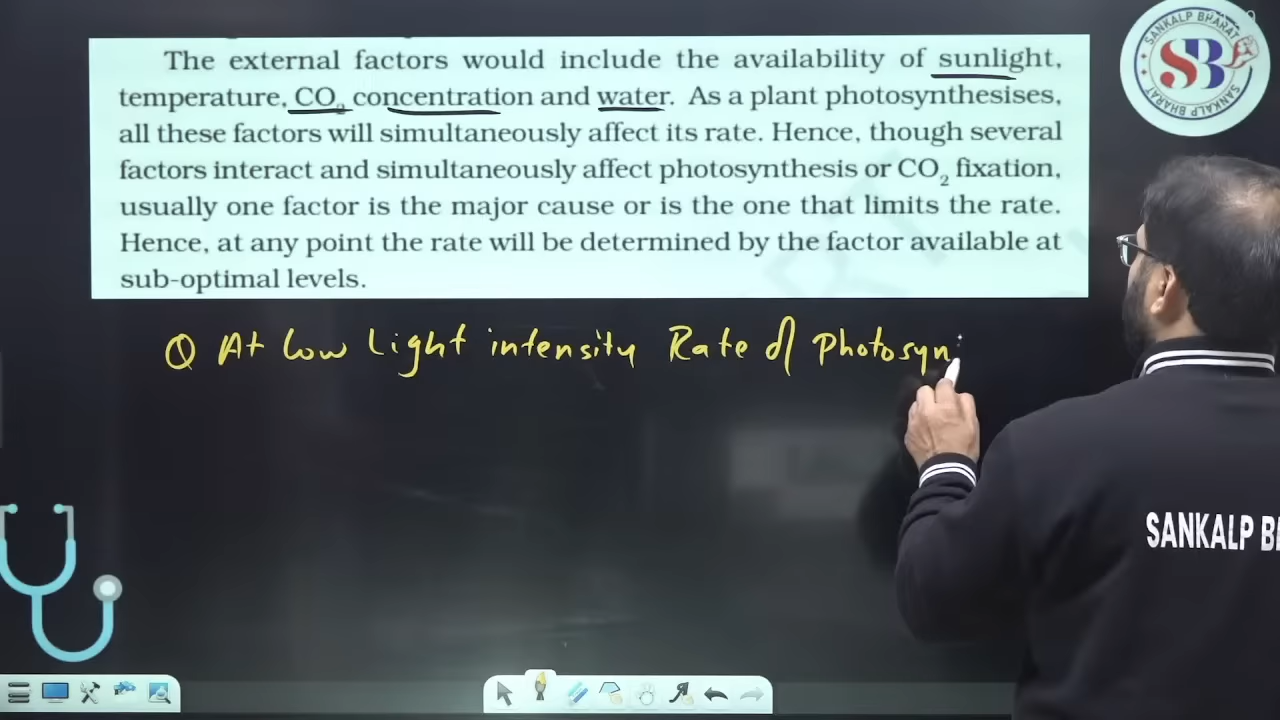 The external factors would include the availability of sunlight,
temperature, CO₂ concentration and water. As a plant photosynthesises,
all these factors will simultaneously affect its rate. Hence, though several
factors interact and simultaneously affect photosynthesis or CO₂ fixation,
usually one factor is the major cause or is the one that limits the rate.
Hence, at any point the rate will be determined by the factor available at
sub-optimal levels.
Q At low Light intensity Rate of Photosyn
SANKALP BHARAT
SB
SANKALP BHARAT
SANKALP B